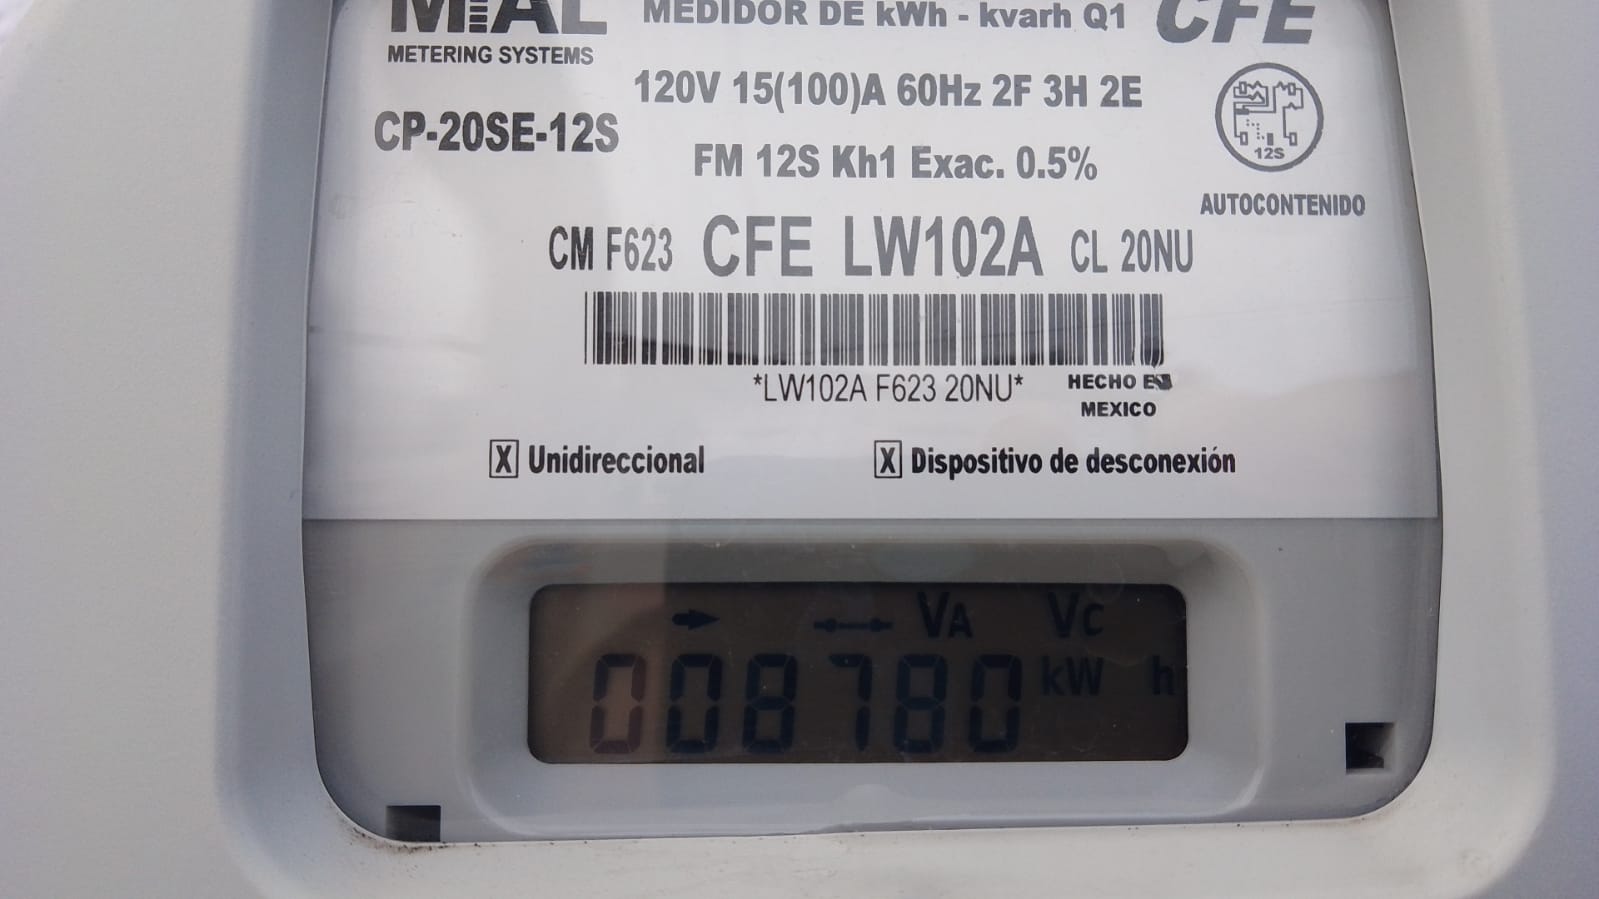 MIAL MEDIDOR DE kWh - kvarh Q1 CFE
METERING SYSTEMS
120V 15(100)A 60Hz 2F 3H 2E
CP-20SE-12S
FM 12S Kh1 Exac. 0.5%
12S
AUTOCONTENIDO
CM F623 CFE LW102A CL 20NU
*LW102A F623 20NU*
HECHO EN
MEXICO
X Unidireccional X Dispositivo de desconexión
VA VC
008780 kW h